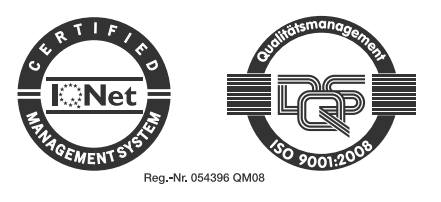 CERTIFIED
IQNet
MANAGEMENT SYSTEM
Qualitätsmanagement
DQS
ISO 9001:2008
Reg.-Nr. 054396 QM08